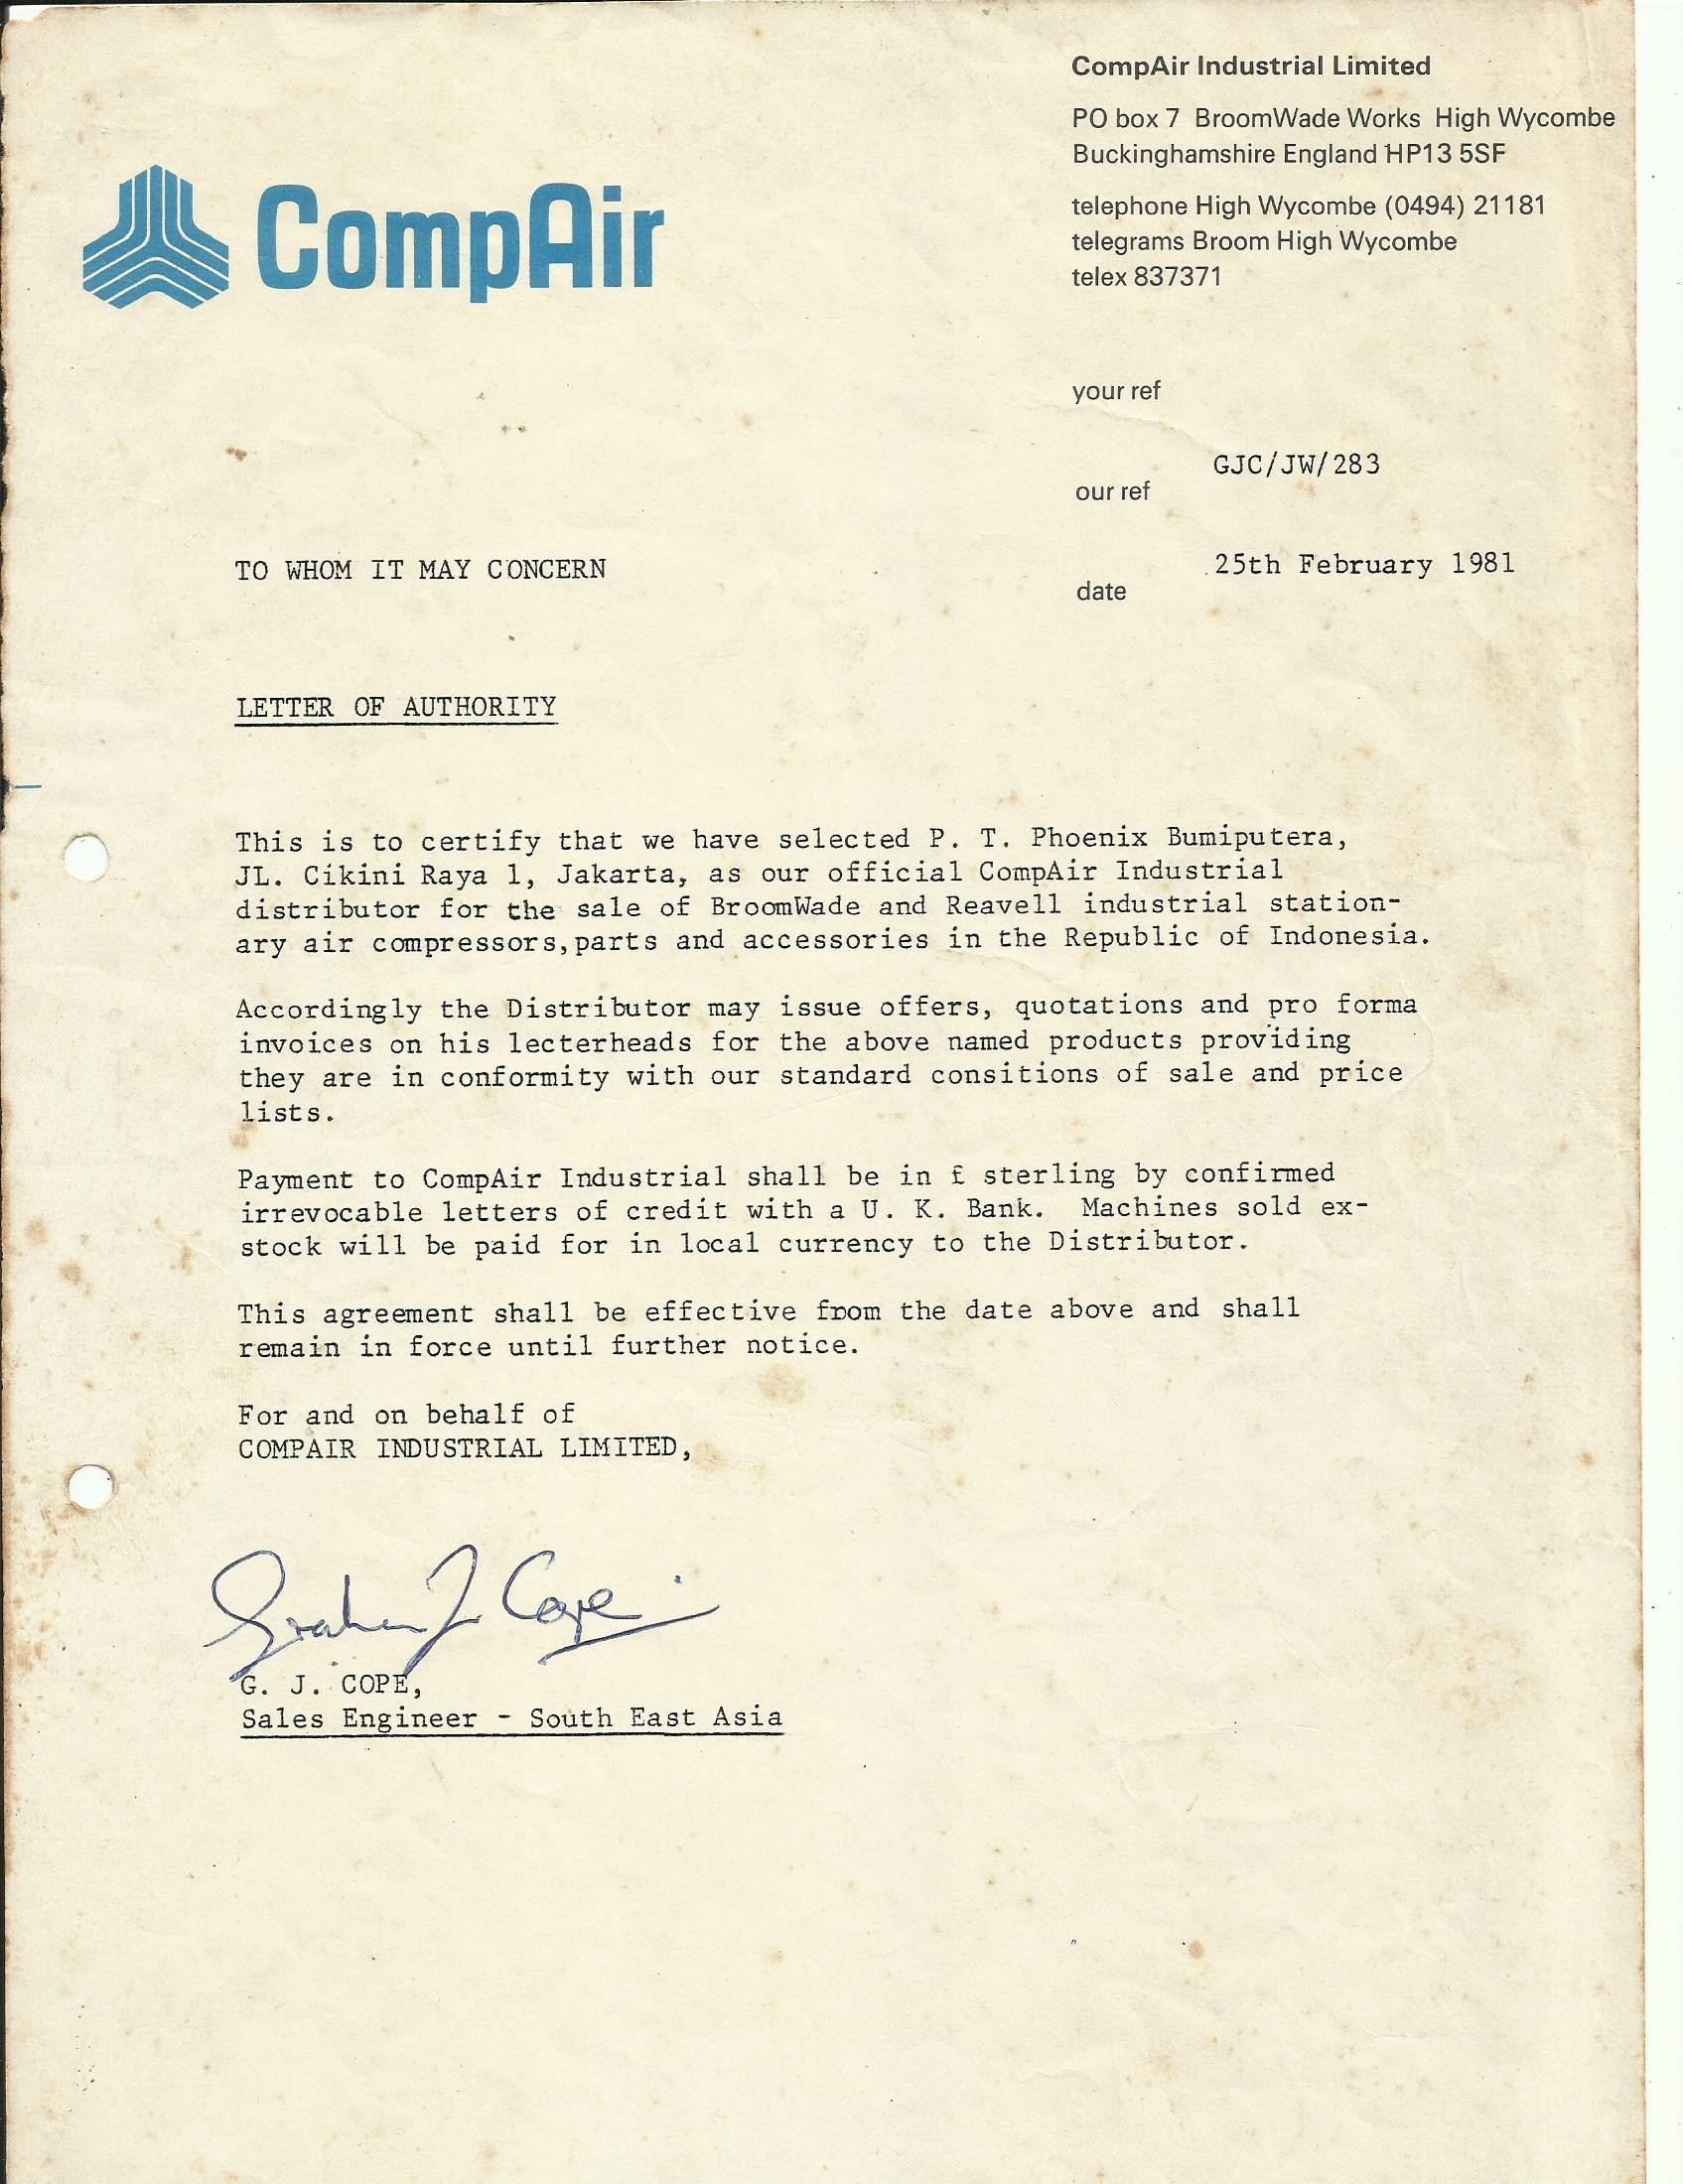 CompAir Industrial Limited
PO box 7 BroomWade Works High Wycombe
Buckinghamshire England HP13 5SF
telephone High Wycombe (0494) 21181
telegrams Broom High Wycombe
telex 837371
CompAir
your ref
GJC/JW/283
our ref
TO WHOM IT MAY CONCERN
25th February 1981
date
LETTER OF AUTHORITY
This is to certify that we have selected P. T. Phoenix Bumiputera,
JL. Cikini Raya 1, Jakarta, as our official CompAir Industrial
distributor for the sale of BroomWade and Reavell industrial station-
ary air compressors,parts and accessories in the Republic of Indonesia.
Accordingly the Distributor may issue offers, quotations and pro forma
invoices on his lecterheads for the above named products providing
they are in conformity with our standard consitions of sale and price
lists.
Payment to CompAir Industrial shall be in £ sterling by confirmed
irrevocable letters of credit with a U. K. Bank. Machines sold ex-
stock will be paid for in local currency to the Distributor.
This agreement shall be effective from the date above and shall
remain in force until further notice.
For and on behalf of
COMPAIR INDUSTRIAL LIMITED,
Graham J Cope
G. J. COPE,
Sales Engineer - South East Asia